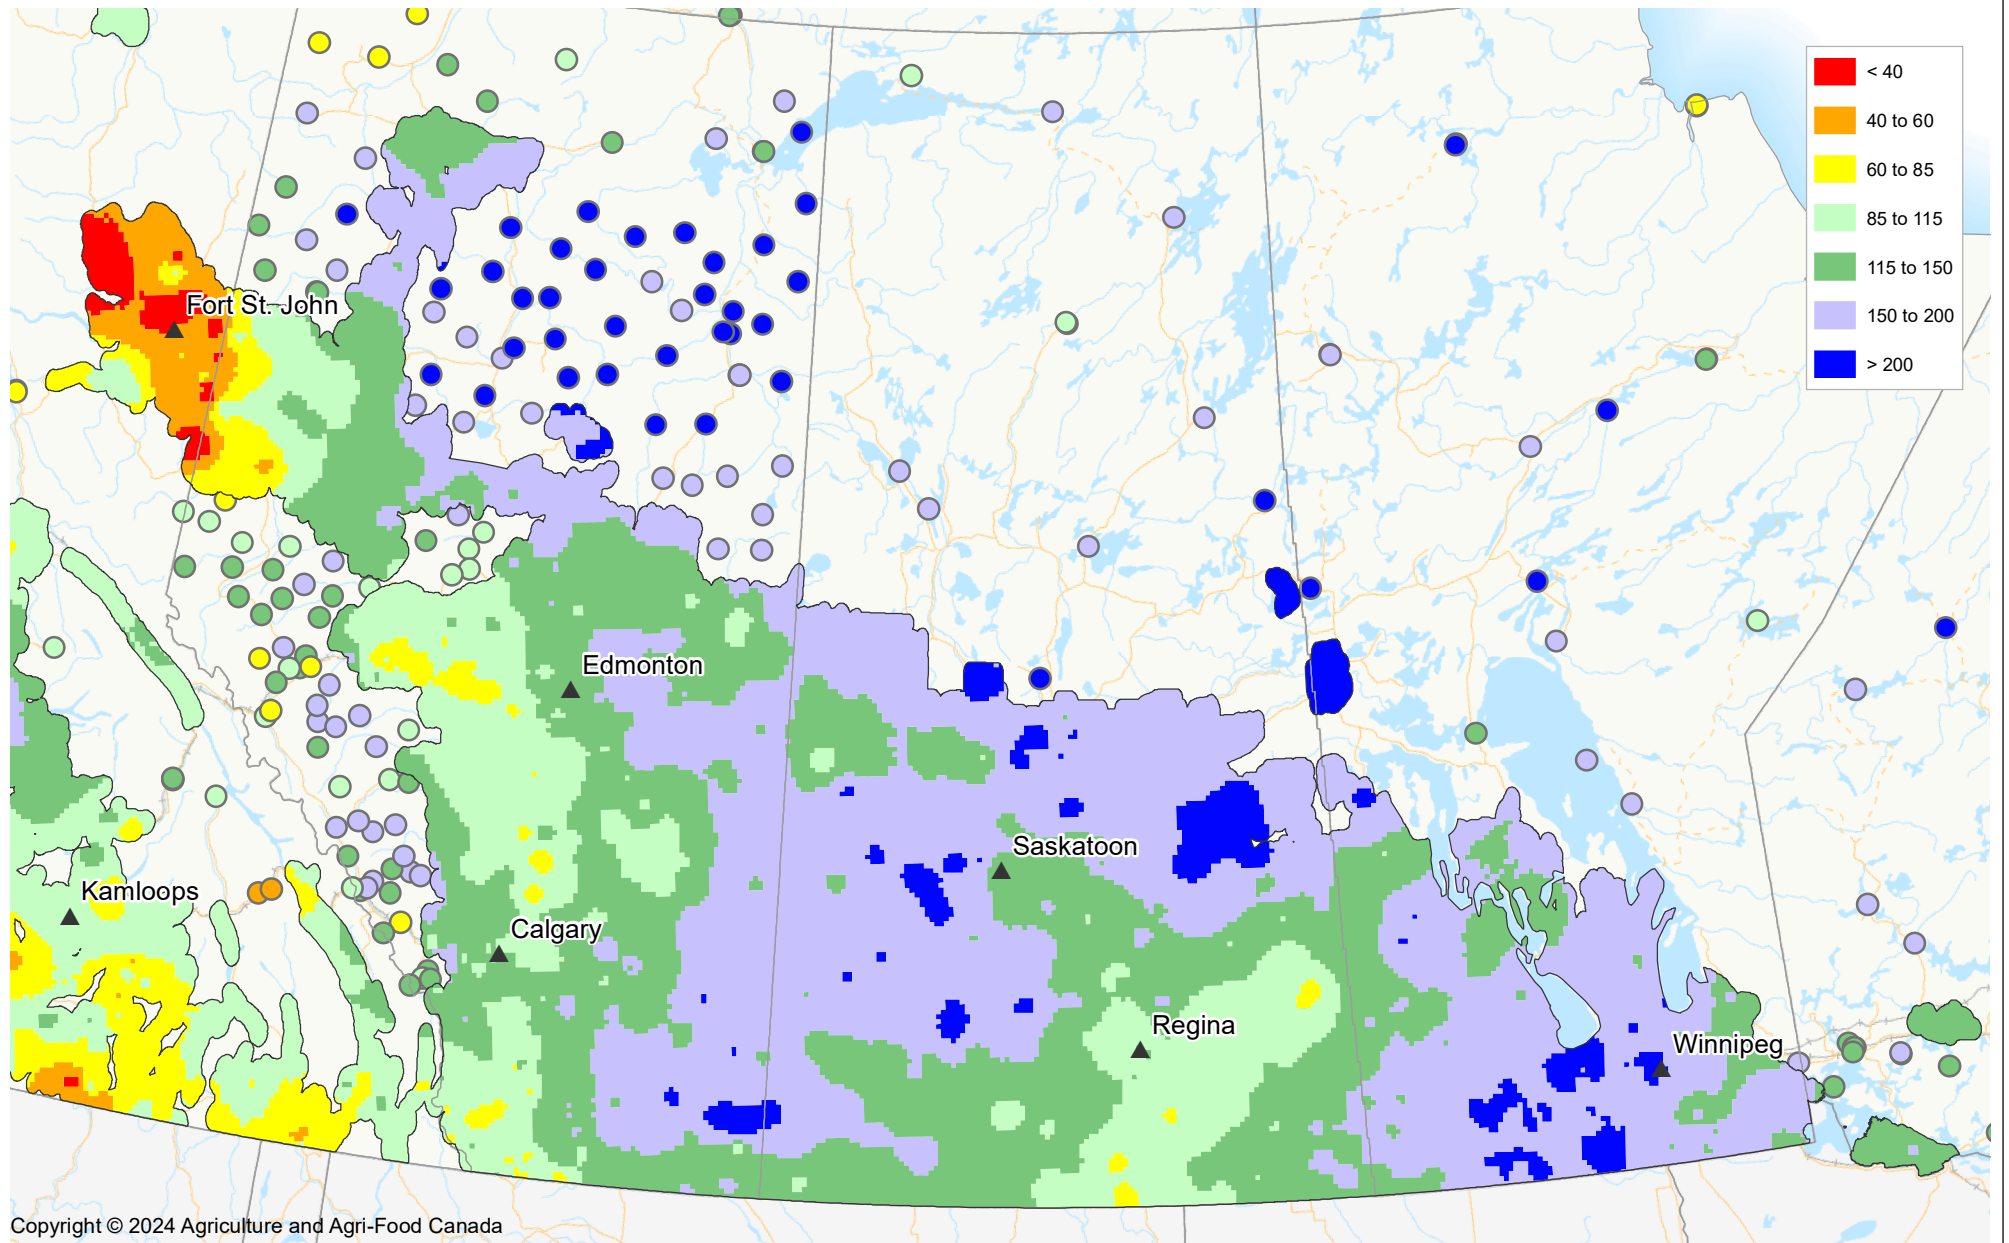 < 40
40 to 60
60 to 85
85 to 115
115 to 150
150 to 200
> 200
Fort St. John
Edmonton
Saskatoon
Kamloops
Calgary
Regina
Winnipeg
Copyright © 2024 Agriculture and Agri-Food Canada